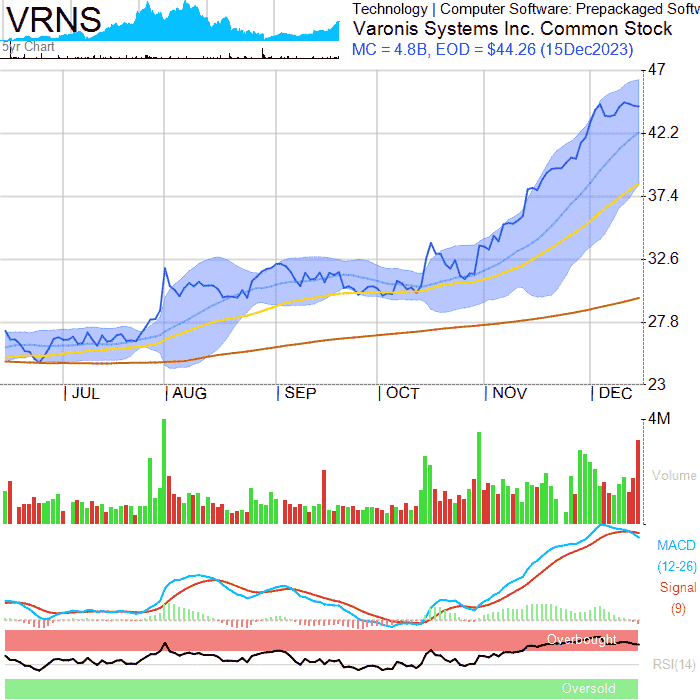 VRNS
5yr Chart
Technology | Computer Software: Prepackaged Softw
Varonis Systems Inc. Common Stock
MC = 4.8B, EOD = $44.26 (15Dec2023)
47
42.2
37.4
32.6
27.8
23
JUL
AUG
SEP
OCT
NOV
DEC
4M
Volume
MACD
(12-26)
Signal
(9)
Overbought
RSI(14)
Oversold